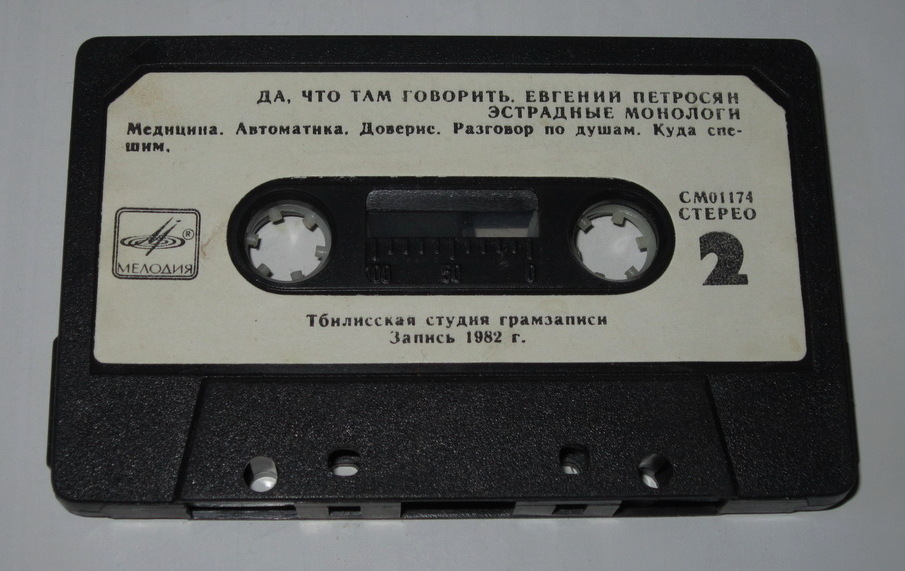 ДА, ЧТО ТАМ ГОВОРИТЬ. ЕВГЕНИЙ ПЕТРОСЯН
ЭСТРАДНЫЕ МОНОЛОГИ
Медицина. Автоматика. Доверие. Разговор по душам. Куда спе-
шим.
СМ01174
СТЕРЕО
2
®
МЕЛОДИЯ
100 50 0
Тбилисская студия грамзаписи
Запись 1982 г.